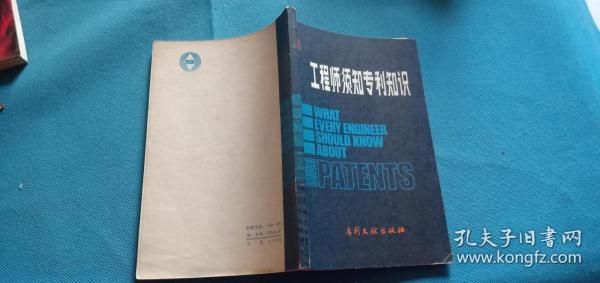 工程师须知专利知识
WHAT
EVERY ENGINEER
SHOULD KNOW
ABOUT
PATENTS
专利文献出版社
孔夫子旧书网
www.kongfz.com